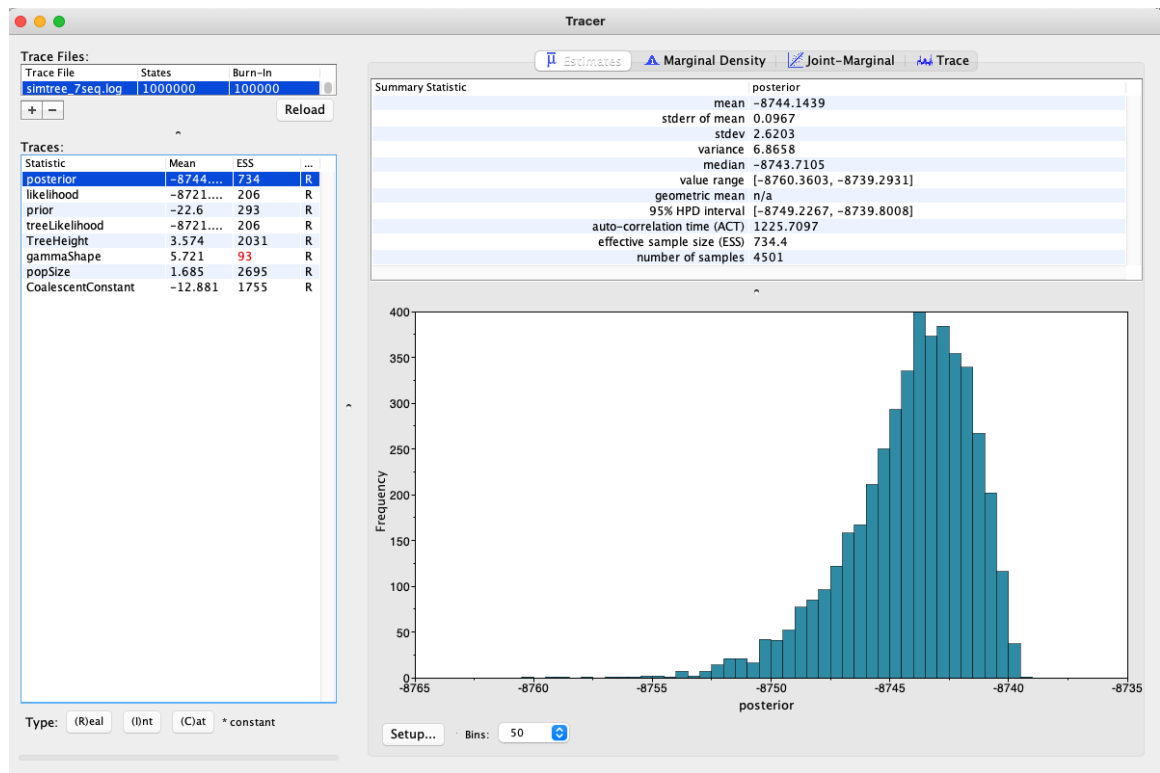 Tracer
Trace Files:
Trace File States Burn-In
simtree_7seq.log 1000000 100000
+ − Reload
Traces:
Statistic Mean ESS ...
posterior -8744.... 734 R
likelihood -8721.... 206 R
prior -22.6 293 R
treeLikelihood -8721.... 206 R
TreeHeight 3.574 2031 R
gammaShape 5.721 93 R
popSize 1.685 2695 R
CoalescentConstant -12.881 1755 R
Type: (R)eal (I)nt (C)at * constant
μ Estimates Marginal Density Joint-Marginal Trace
Summary Statistic posterior
mean -8744.1439
stderr of mean 0.0967
stdev 2.6203
variance 6.8658
median -8743.7105
value range [-8760.3603, -8739.2931]
geometric mean n/a
95% HPD interval [-8749.2267, -8739.8008]
auto-correlation time (ACT) 1225.7097
effective sample size (ESS) 734.4
number of samples 4501
400
350
300
250
200
150
100
50
0
Frequency
-8765 -8760 -8755 -8750 -8745 -8740 -8735
posterior
Setup... Bins: 50